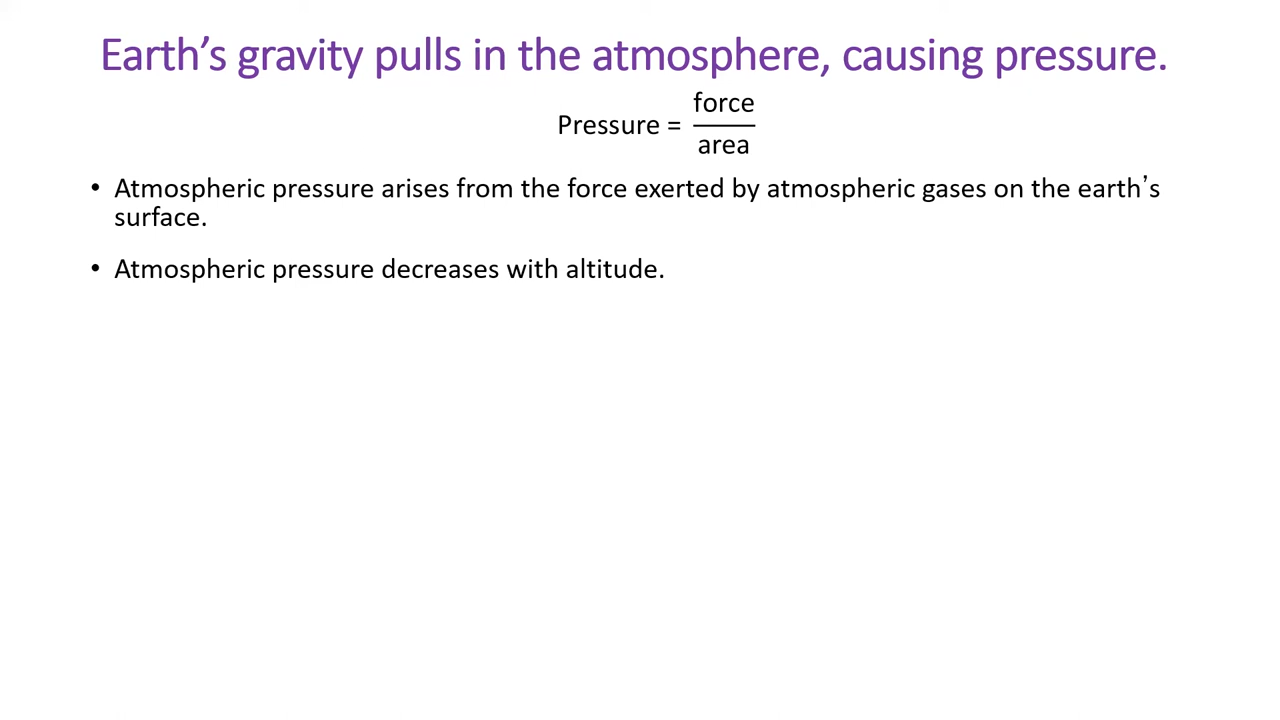 Earth’s gravity pulls in the atmosphere, causing pressure.
Pressure = force
area
• Atmospheric pressure arises from the force exerted by atmospheric gases on the earth’s
surface.
• Atmospheric pressure decreases with altitude.